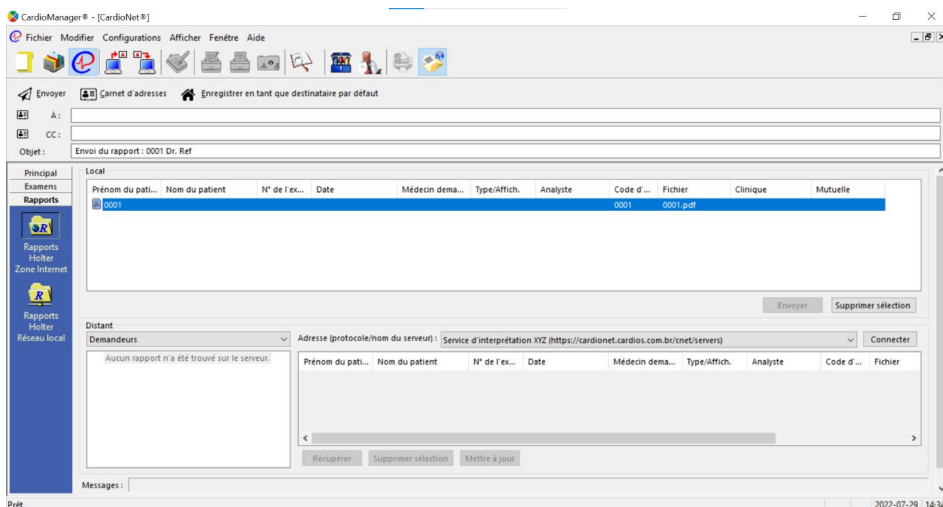 CardioManager® - [CardioNet®]
Fichier Modifier Configurations Afficher Fenêtre Aide
Envoyer Carnet d'adresses Enregistrer en tant que destinataire par défaut
À :
CC :
Objet : Envoi du rapport : 0001 Dr. Ref
Principal
Examens
Rapports
Rapports
Holter
Zone Internet
Rapports
Holter
Réseau local
Local
Prénom du pati... Nom du patient N° de l'ex... Date Médecin dema... Type/Affich. Analyste Code d'... Fichier Clinique Mutuelle
0001 0001 0001.pdf
Envoyer Supprimer sélection
Distant
Demandeurs
Aucun rapport n'a été trouvé sur le serveur.
Adresse (protocole/nom du serveur) : Service d'interprétation XYZ (https://cardionet.cardios.com.br/cnet/servers) Connecter
Prénom du pati... Nom du patient N° de l'ex... Date Médecin dema... Type/Affich. Analyste Code d'... Fichier
Récupérer Supprimer sélection Mettre à jour
Messages :
Prêt 2022-07-29 14:34